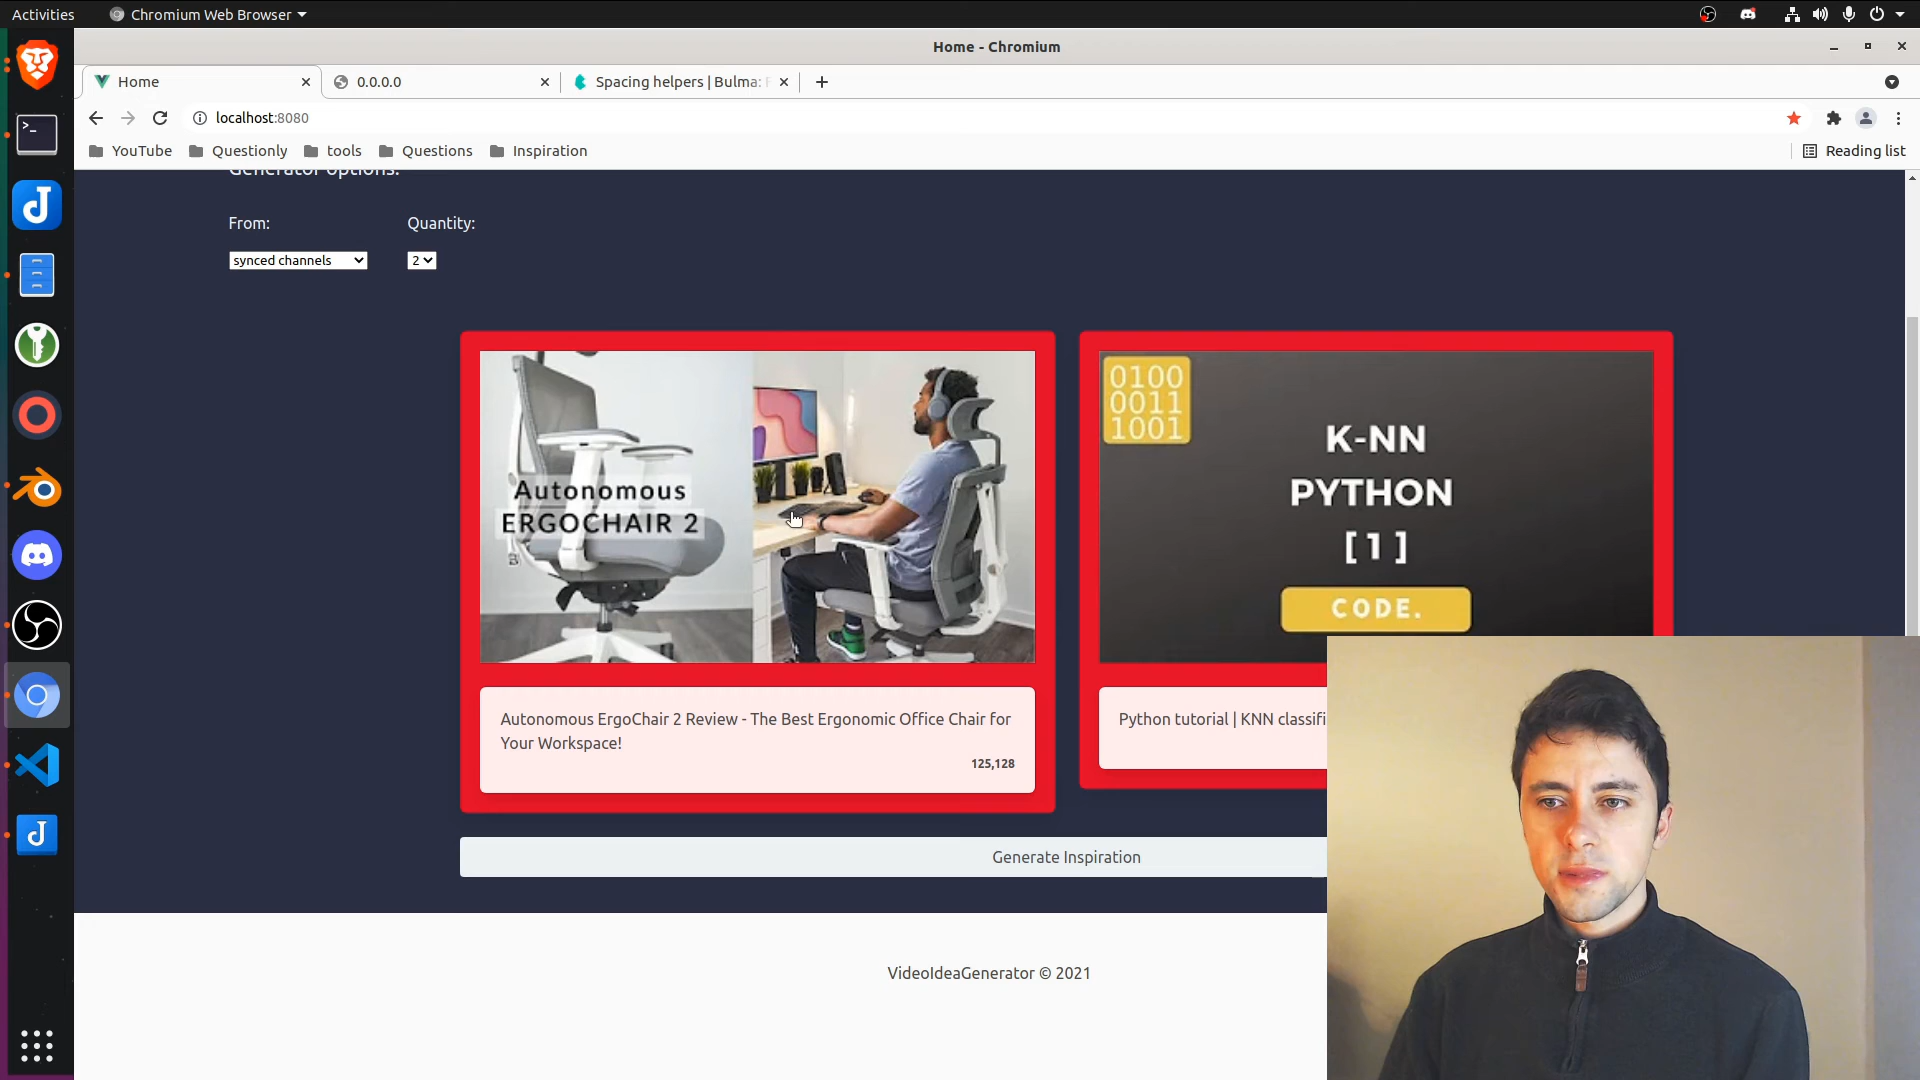 Activities
Chromium Web Browser
Home - Chromium
Home
0.0.0.0
Spacing helpers | Bulma:
localhost:8080
YouTube
Questionly
tools
Questions
Inspiration
Reading list
Generator options:
From:
Quantity:
synced channels
2
Autonomous
ERGOCHAIR 2
0100
0011
1001
K-NN
PYTHON
[ 1 ]
CODE.
Autonomous ErgoChair 2 Review - The Best Ergonomic Office Chair for
Your Workspace!
125,128
Python tutorial | KNN classifi
Generate Inspiration
VideoIdeaGenerator © 2021